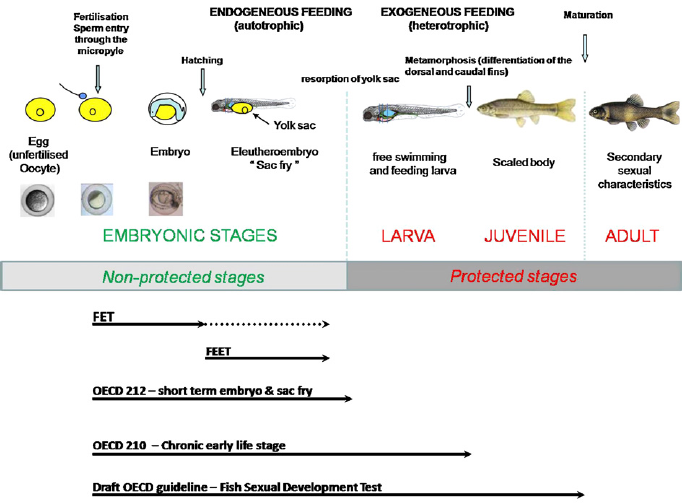 Fertilisation
Sperm entry
through the
micropyle
ENDOGENEOUS FEEDING
(autotrophic)
EXOGENEOUS FEEDING
(heterotrophic)
Maturation
Hatching
Metamorphosis (differentiation of the
dorsal and caudal fins)
resorption of yolk sac
Yolk sac
Egg
(unfertilised
Oocyte)
Embryo
Eleutheroembryo
“ Sac fry ”
free swimming
and feeding larva
Scaled body
Secondary
sexual
characteristics
EMBRYONIC STAGES
LARVA
JUVENILE
ADULT
Non-protected stages
Protected stages
FET
FEET
OECD 212 – short term embryo & sac fry
OECD 210 – Chronic early life stage
Draft OECD guideline – Fish Sexual Development Test